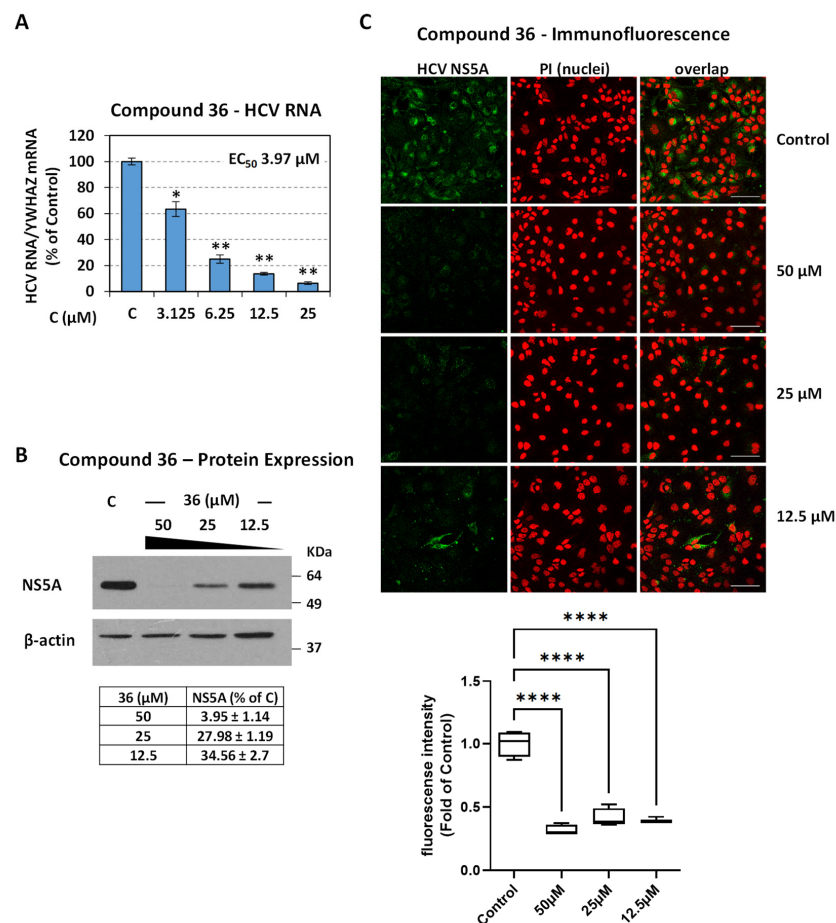 A
Compound 36 - HCV RNA
HCV RNA/YWHAZ mRNA
(% of Control)
120
100
80
60
40
20
0
EC50 3.97 µM
*
**
**
**
C (µM)
C 3.125 6.25 12.5 25
B
Compound 36 – Protein Expression
C
36 (µM)
50 25 12.5
KDa
NS5A
64
49
β-actin
37
36 (µM) NS5A (% of C)
50 3.95 ± 1.14
25 27.98 ± 1.19
12.5 34.56 ± 2.7
C
Compound 36 - Immunofluorescence
HCV NS5A PI (nuclei) overlap
Control
50 µM
25 µM
12.5 µM
fluorescense intensity
(Fold of Control)
1.5
1.0
0.5
0.0
****
****
****
Control 50µM 25µM 12.5µM